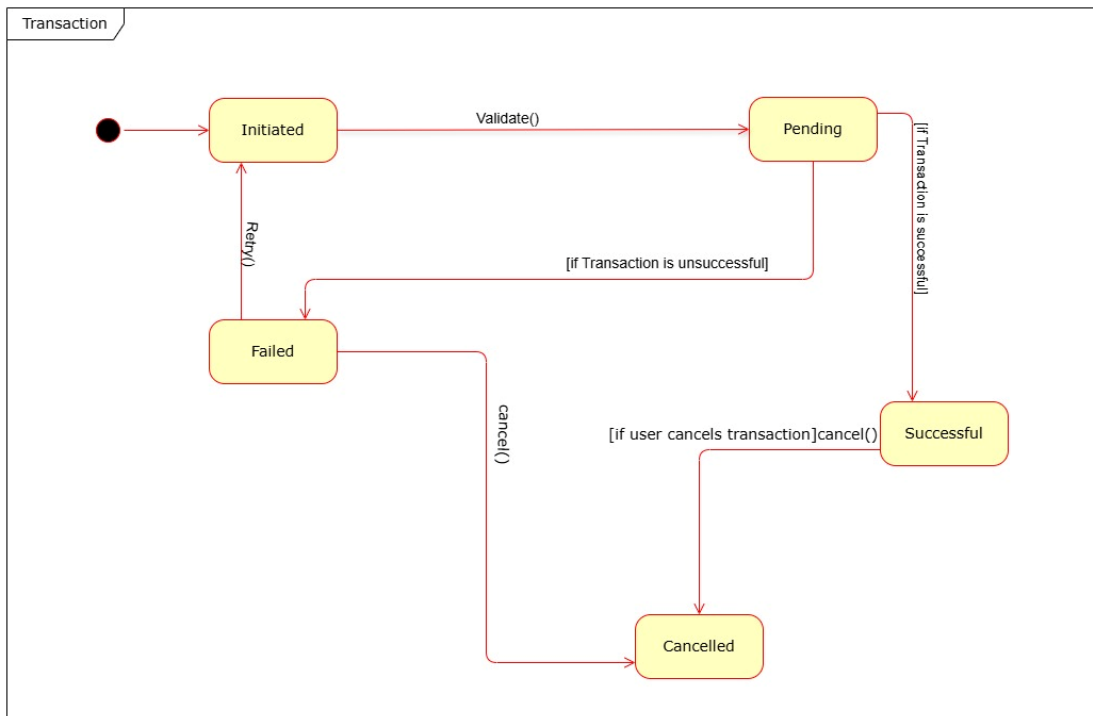 Transaction
Initiated
Validate()
Pending
[if Transaction is successful]
Retry()
[if Transaction is unsuccessful]
Failed
cancel()
[if user cancels transaction]cancel()
Successful
Cancelled